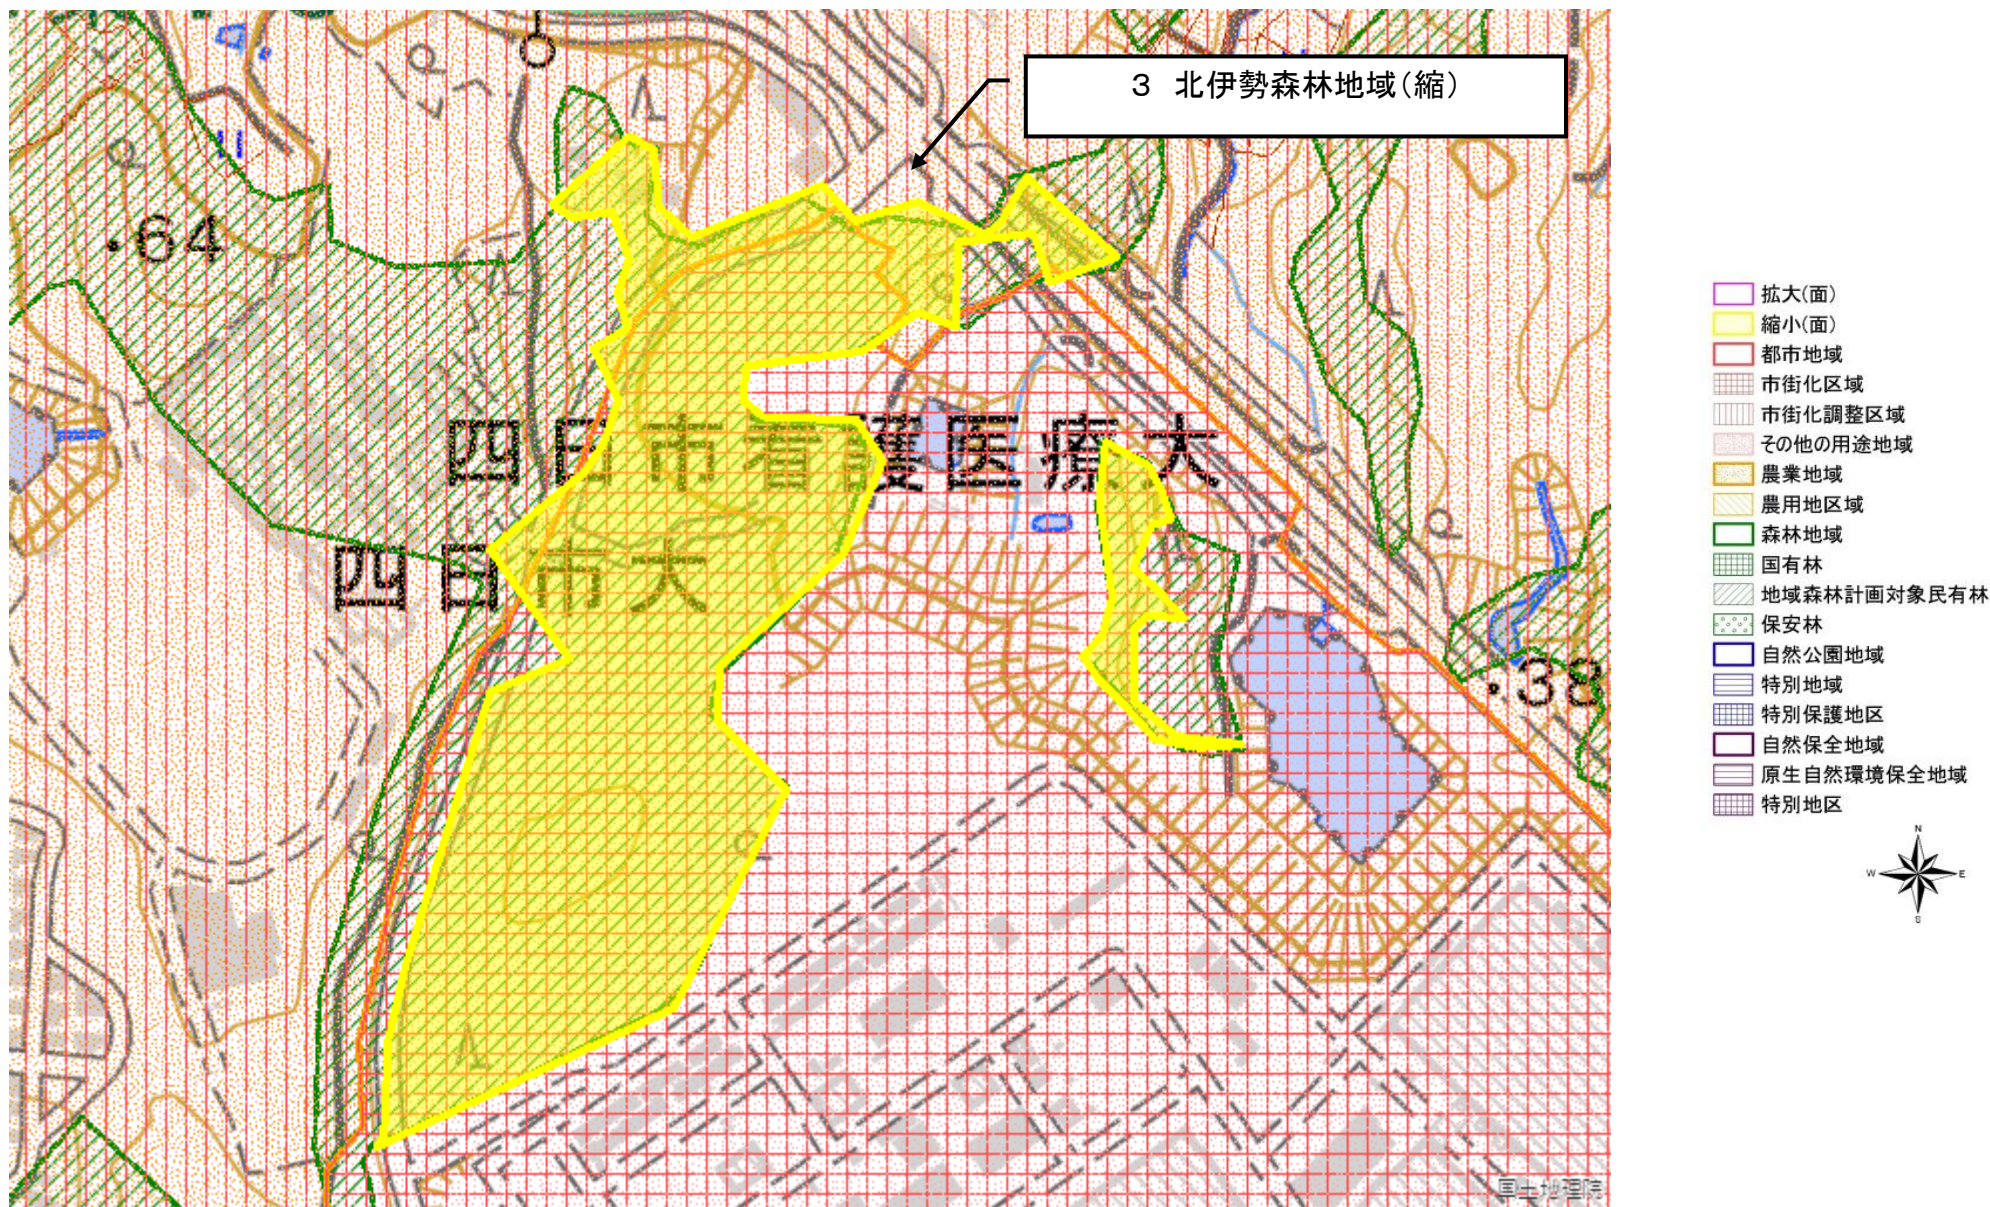 3 北伊勢森林地域(縮)
・64
四日市看護医療大
四日市大
・38
国土地理院
拡大(面)
縮小(面)
都市地域
市街化区域
市街化調整区域
その他の用途地域
農業地域
農用地区域
森林地域
国有林
地域森林計画対象民有林
保安林
自然公園地域
特別地域
特別保護地区
自然保全地域
原生自然環境保全地域
特別地区
N
W E
S